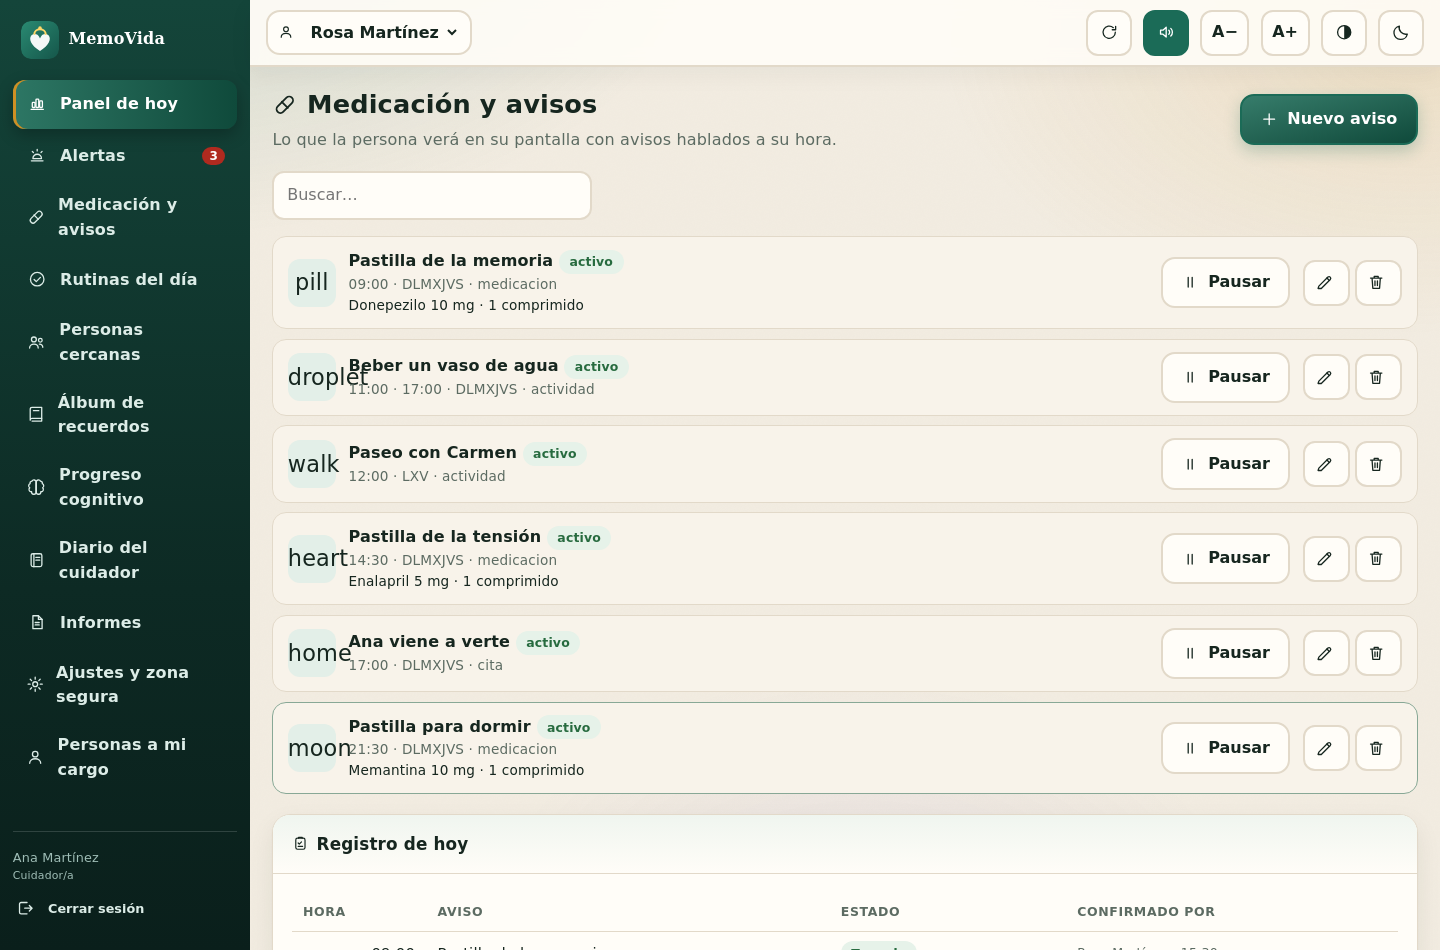 MemoVida
Panel de hoy
Alertas
3
Medicación y
avisos
Rutinas del día
Personas
cercanas
Álbum de
recuerdos
Progreso
cognitivo
Diario del
cuidador
Informes
Ajustes y zona
segura
Personas a mi
cargo
Ana Martínez
Cuidador/a
Cerrar sesión
Rosa Martínez
A−
A+
Medicación y avisos
Lo que la persona verá en su pantalla con avisos hablados a su hora.
Nuevo aviso
Buscar...
pill
Pastilla de la memoria activo
09:00 · DLMXJVS · medicacion
Donepezilo 10 mg · 1 comprimido
Pausar
droplet
Beber un vaso de agua activo
11:00 · 17:00 · DLMXJVS · actividad
Pausar
walk
Paseo con Carmen activo
12:00 · LXV · actividad
Pausar
heart
Pastilla de la tensión activo
14:30 · DLMXJVS · medicacion
Enalapril 5 mg · 1 comprimido
Pausar
home
Ana viene a verte activo
17:00 · DLMXJVS · cita
Pausar
moon
Pastilla para dormir activo
21:30 · DLMXJVS · medicacion
Memantina 10 mg · 1 comprimido
Pausar
Registro de hoy
HORA AVISO ESTADO CONFIRMADO POR